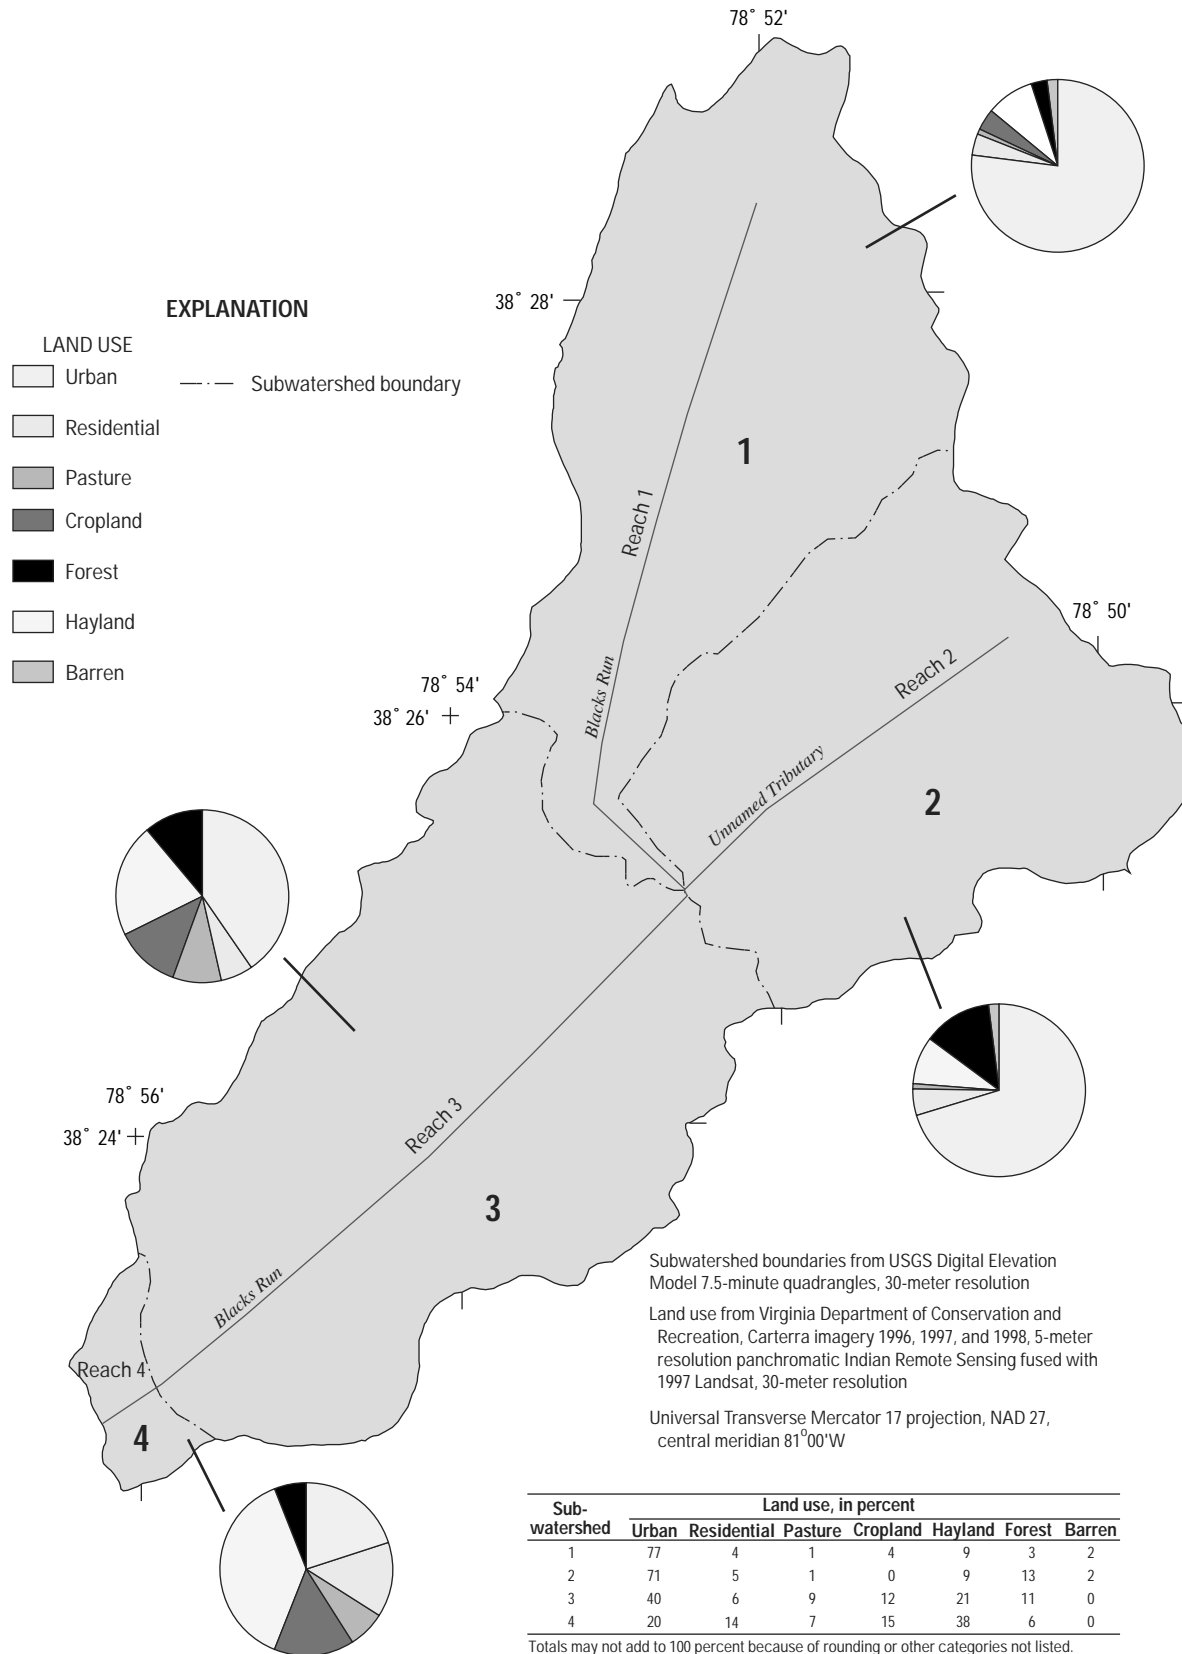 78˚ 52'
38˚ 28'
EXPLANATION
LAND USE
Urban
Subwatershed boundary
Residential
Pasture
Cropland
Forest
Hayland
Barren
1
Reach 1
Blacks Run
78˚ 50'
Reach 2
Unnamed Tributary
2
78˚ 54'
38˚ 26'
78˚ 56'
38˚ 24'
Reach 3
3
Blacks Run
Reach 4
4
Subwatershed boundaries from USGS Digital Elevation
Model 7.5-minute quadrangles, 30-meter resolution
Land use from Virginia Department of Conservation and
Recreation, Carterra imagery 1996, 1997, and 1998, 5-meter
resolution panchromatic Indian Remote Sensing fused with
1997 Landsat, 30-meter resolution
Universal Transverse Mercator 17 projection, NAD 27,
central meridian 81°00'W
Sub-
watershed
Land use, in percent
Urban Residential Pasture Cropland Hayland Forest Barren
1 77 4 1 4 9 3 2
2 71 5 1 0 9 13 2
3 40 6 9 12 21 11 0
4 20 14 7 15 38 6 0
Totals may not add to 100 percent because of rounding or other categories not listed.